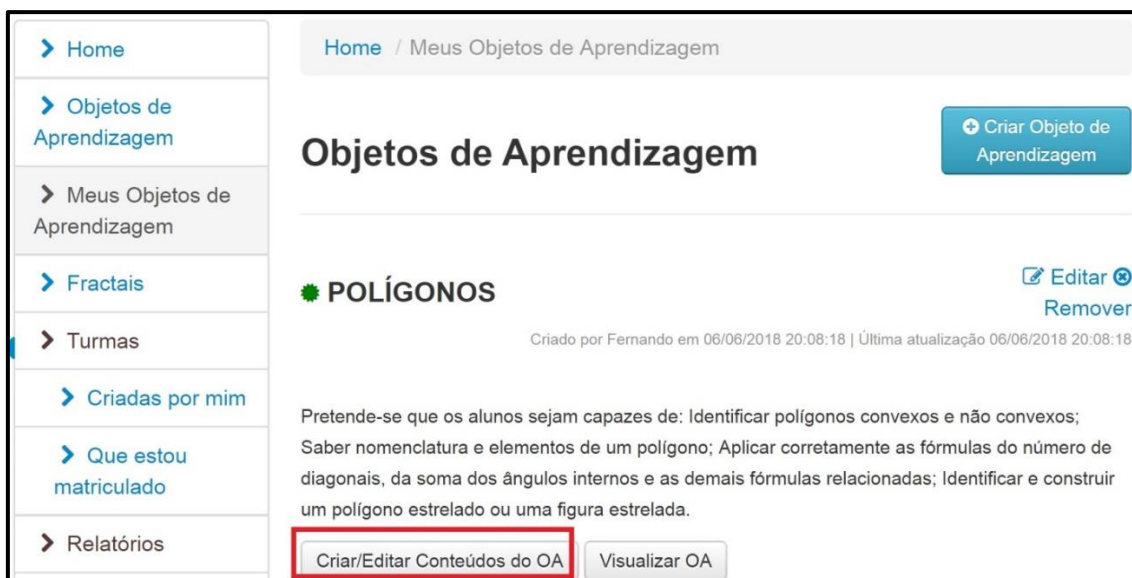 Home
Objetos de
Aprendizagem
Meus Objetos de
Aprendizagem
Fractais
Turmas
Criadas por mim
Que estou
matriculado
Relatórios
Home / Meus Objetos de Aprendizagem
Objetos de Aprendizagem
Criar Objeto de
Aprendizagem
POLÍGONOS
Editar
Remover
Criado por Fernando em 06/06/2018 20:08:18 | Última atualização 06/06/2018 20:08:18
Pretende-se que os alunos sejam capazes de: Identificar polígonos convexos e não convexos;
Saber nomenclatura e elementos de um polígono; Aplicar corretamente as fórmulas do número de
diagonais, da soma dos ângulos internos e as demais fórmulas relacionadas; Identificar e construir
um polígono estrelado ou uma figura estrelada.
Criar/Editar Conteúdos do OA
Visualizar OA